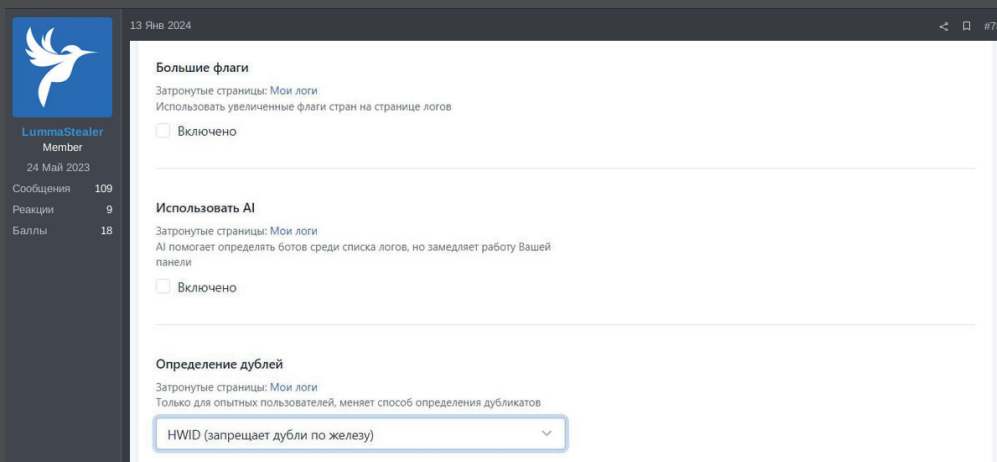 13 Янв 2024
#7
LummaStealer
Member
24 Май 2023
Сообщения 109
Реакции 9
Баллы 18
Большие флаги
Затронутые страницы: Мои логи
Использовать увеличенные флаги стран на странице логов
Включено
Использовать AI
Затронутые страницы: Мои логи
AI помогает определять ботов среди списка логов, но замедляет работу Вашей
панели
Включено
Определение дублей
Затронутые страницы: Мои логи
Только для опытных пользователей, меняет способ определения дубликатов
HWID (запрещает дубли по железу)